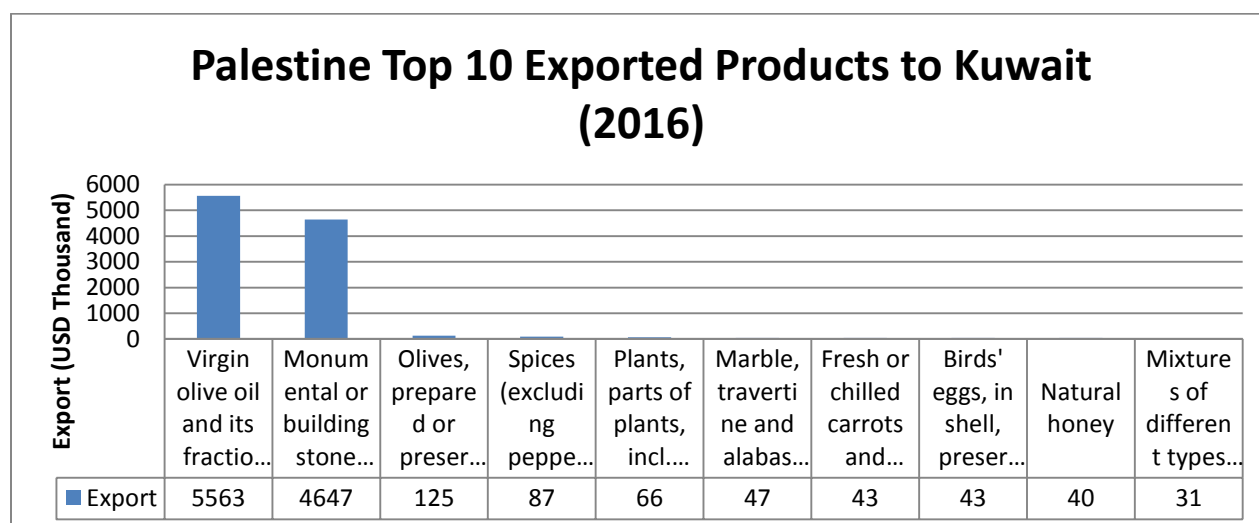 Palestine Top 10 Exported Products to Kuwait
(2016)
Export (USD Thousand)
6000
5000
4000
3000
2000
1000
0
Virgin
olive oil
and its
fractio...
Monum
ental or
building
stone...
Olives,
prepare
d or
preser...
Spices
(excludi
ng
peppe...
Plants,
parts of
plants,
incl....
Marble,
traverti
ne and
alabas...
Fresh or
chilled
carrots
and...
Birds'
eggs, in
shell,
preser...
Natural
honey
Mixture
s of
differen
t types...
Export 5563 4647 125 87 66 47 43 43 40 31